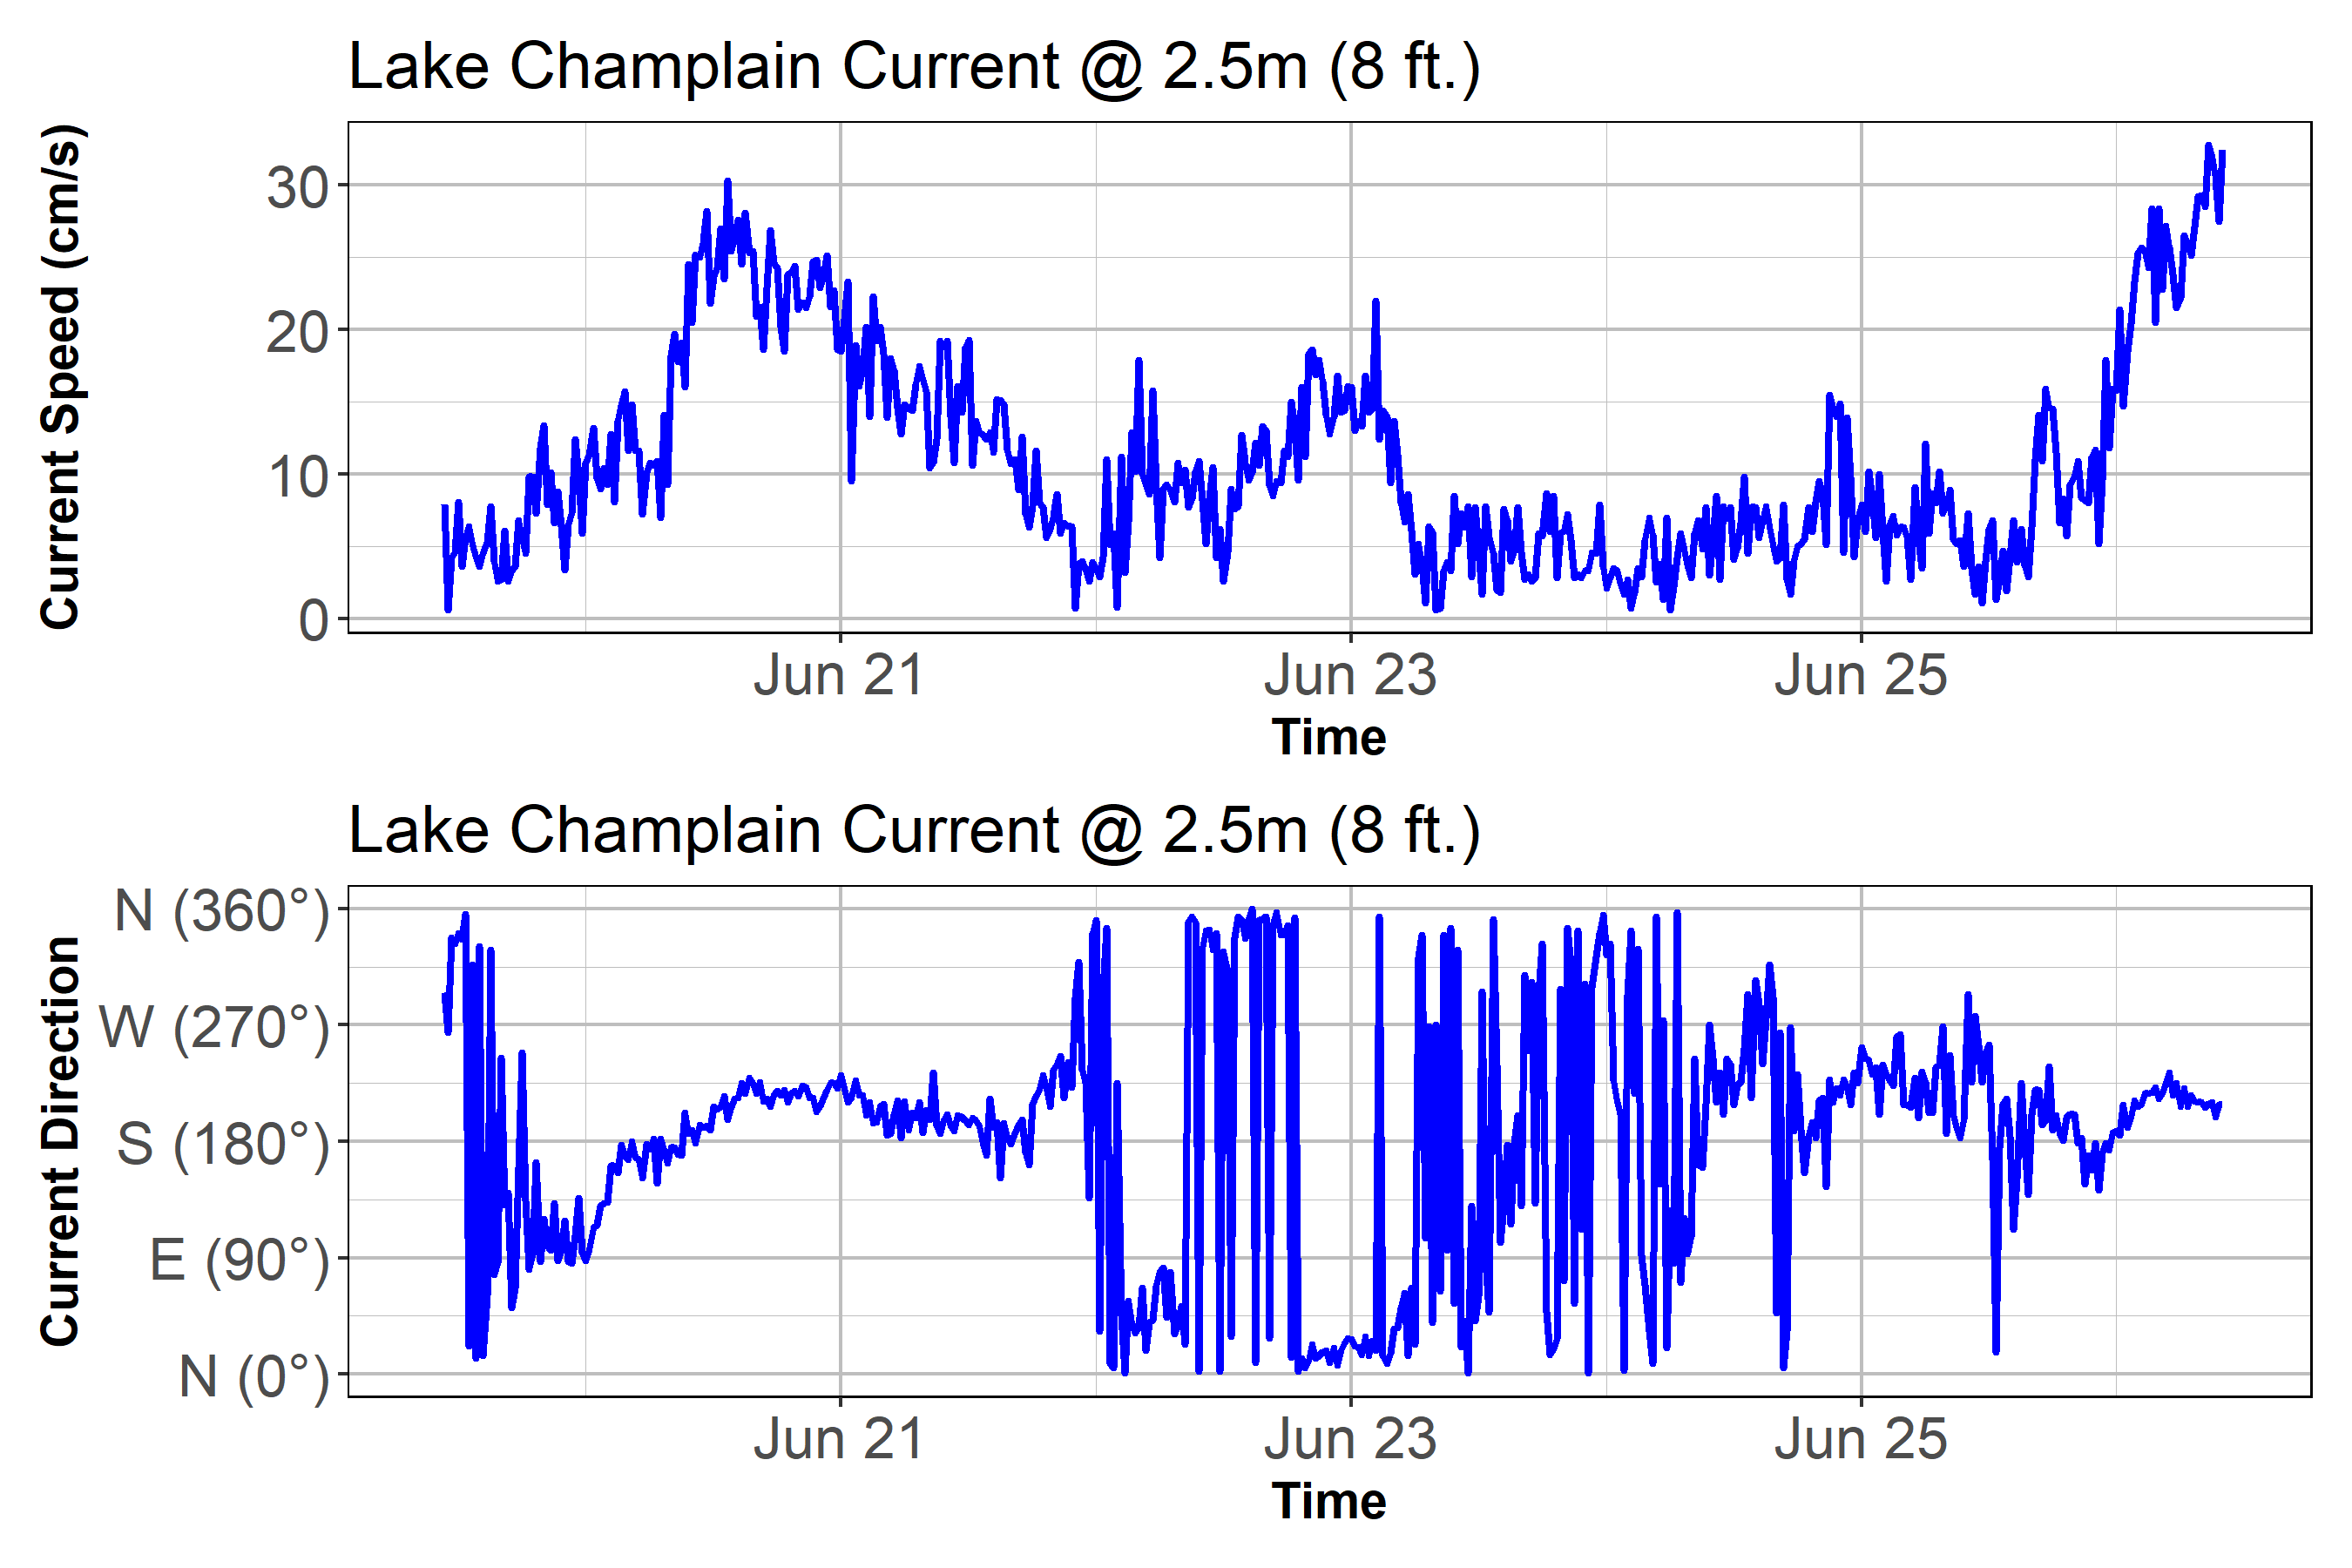 Lake Champlain Current @ 2.5m (8 ft.)
Current Speed (cm/s)
30
20
10
0
Jun 21 Jun 23 Jun 25
Time
Lake Champlain Current @ 2.5m (8 ft.)
Current Direction
N (360°)
W (270°)
S (180°)
E (90°)
N (0°)
Jun 21 Jun 23 Jun 25
Time